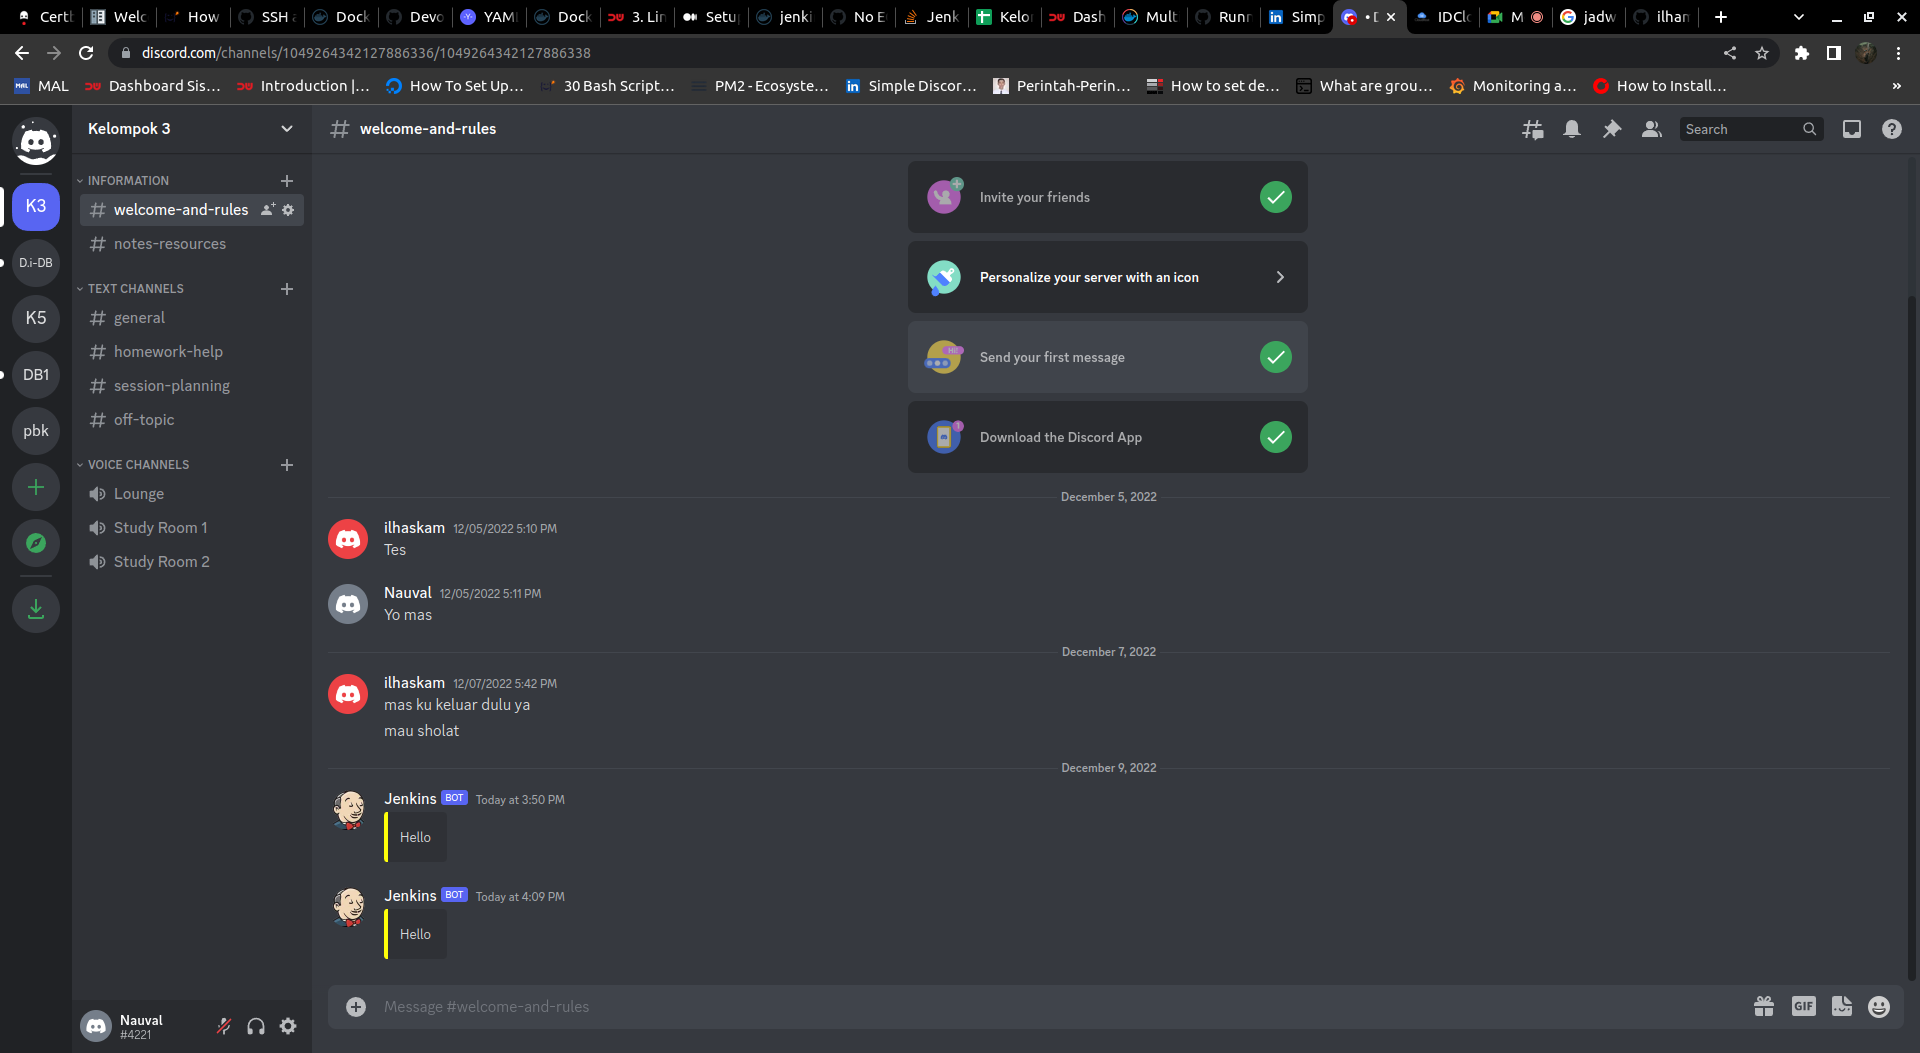 Certb
Welc
How
SSH a
Dock
Devo
YAM
Dock
3. Lin
Setu
jenki
No E
Jenk
Kelo
Dash
Mult
Runn
Simp
IDClo
M
jadw
ilham
discord.com/channels/1049264342127886336/1049264342127886338
MAL
Dashboard Sis...
Introduction |...
How To Set Up...
30 Bash Script...
PM2 - Ecosyste...
Simple Discor...
Perintah-Perin...
How to set de...
What are grou...
Monitoring a...
How to Install...
»
Kelompok 3
welcome-and-rules
Search
K3
D.i-DB
K5
DB1
pbk
INFORMATION
welcome-and-rules
notes-resources
TEXT CHANNELS
general
homework-help
session-planning
off-topic
VOICE CHANNELS
Lounge
Study Room 1
Study Room 2
Invite your friends
Personalize your server with an icon
Send your first message
Download the Discord App
December 5, 2022
ilhaskam 12/05/2022 5:10 PM
Tes
Nauval 12/05/2022 5:11 PM
Yo mas
December 7, 2022
ilhaskam 12/07/2022 5:42 PM
mas ku keluar dulu ya
mau sholat
December 9, 2022
Jenkins BOT Today at 3:50 PM
Hello
Jenkins BOT Today at 4:09 PM
Hello
Message #welcome-and-rules
GIF
Nauval
#4221